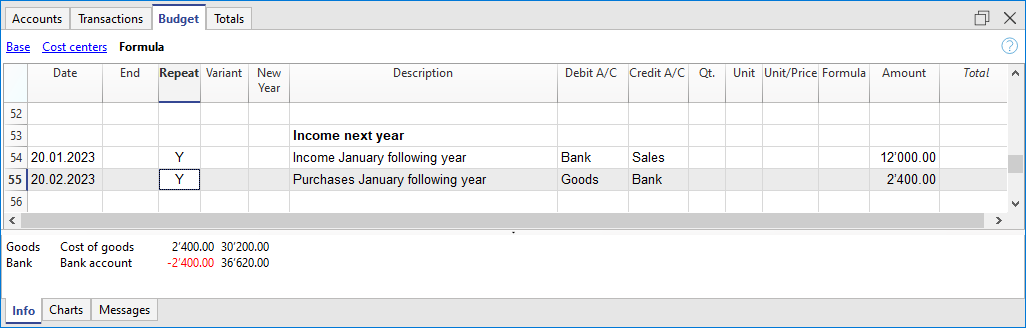 Accounts Transactions Budget Totals
Base Cost centers Formula ?
Date End Repeat Variant New Year Description Debit A/C Credit A/C Qt. Unit Unit/Price Formula Amount Total
52
53 Income next year
54 20.01.2023 Y Income January following year Bank Sales 12'000.00
55 20.02.2023 Y Purchases January following year Goods Bank 2'400.00
56
Goods Cost of goods 2'400.00 30'200.00
Bank Bank account -2'400.00 36'620.00
Info Charts Messages